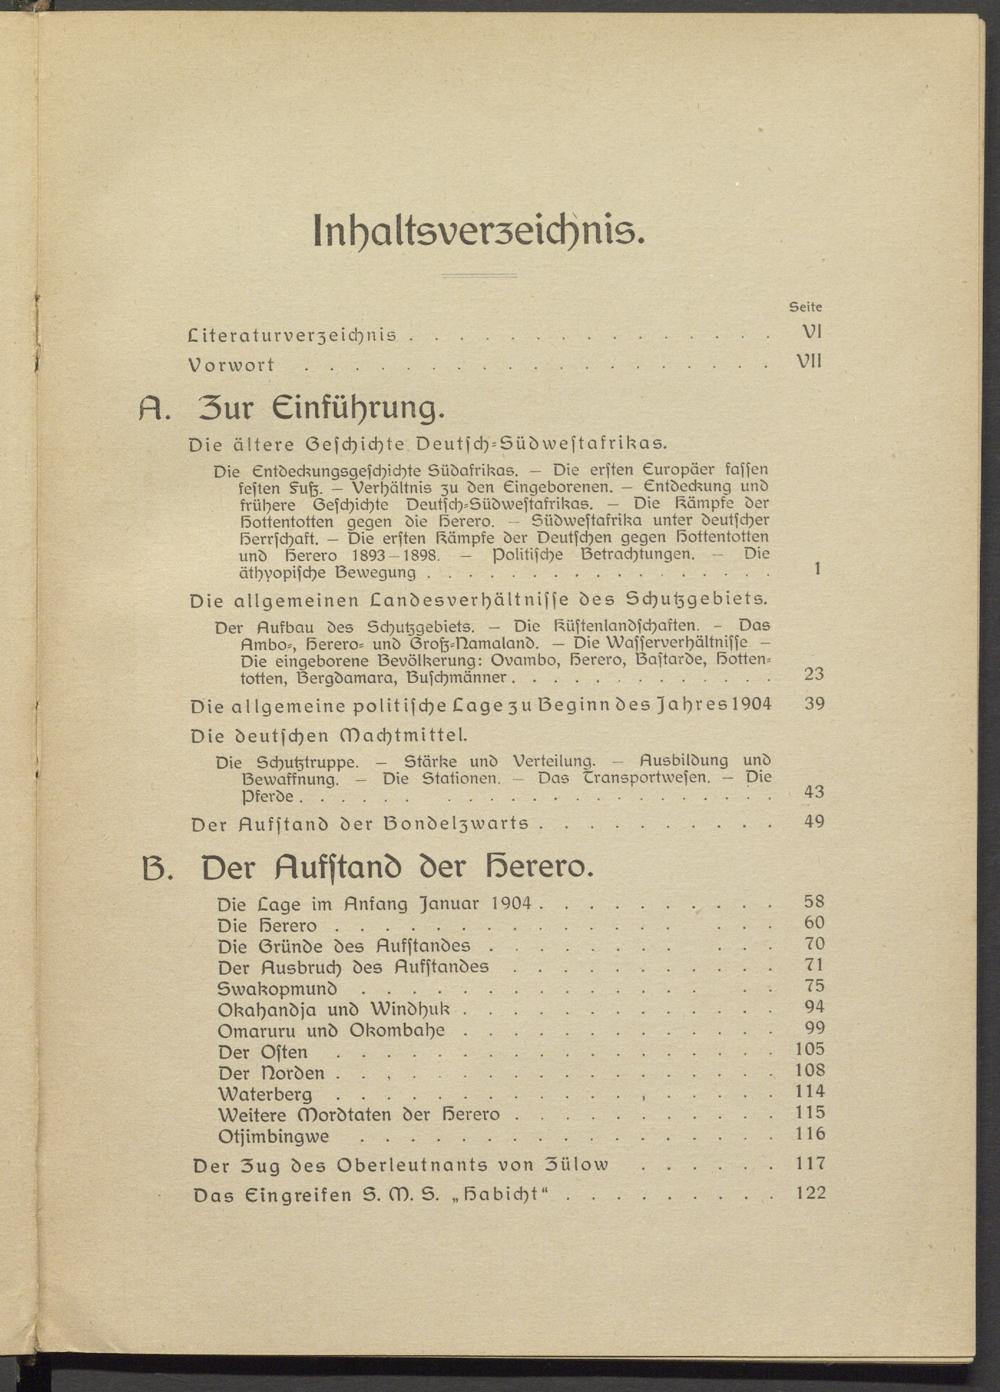 Inhaltsverzeichnis.
Seite
Literaturverzeichnis . . . . . . . . . . . . . . VI
Vorwort . . . . . . . . . . . . . . . . . VII
A. Zur Einführung.
Die ältere Geſchichte Deutſch-Südweſtafrikas.
Die Entdeckungsgeſchichte Südafrikas. — Die erſten Europäer faſſen
feſten Fuß. — Verhältnis zu den Eingeborenen. — Entdeckung und
frühere Geſchichte Deutſch-Südweſtafrikas. — Die Kämpfe der
Hottentotten gegen die Herero. — Südweſtafrika unter deutſcher
Herrſchaft. — Die erſten Kämpfe der Deutſchen gegen Hottentotten
und Herero 1893—1898. — Politiſche Betrachtungen. — Die
äthyopiſche Bewegung . . . . . . . . . . . . . . . 1
Die allgemeinen Landesverhältniſſe des Schutzgebiets.
Der Aufbau des Schutzgebiets. — Die Küſtenlandſchaften. — Das
Ambo-, Herero- und Groß-Namaland. — Die Waſſerverhältniſſe —
Die eingeborene Bevölkerung: Ovambo, Herero, Baſtarde, Hotten-
totten, Bergdamara, Buſchmänner . . . . . . . . . . . 23
Die allgemeine politiſche Lage zu Beginn des Jahres 1904 39
Die deutſchen Machtmittel.
Die Schutztruppe. — Stärke und Verteilung. — Ausbildung und
Bewaffnung. — Die Stationen. — Das Transportweſen. — Die
Pferde . . . . . . . . . . . . . . . . . . 43
Der Aufſtand der Bondelzwarts . . . . . . . . . . 49
B. Der Aufſtand der Herero.
Die Lage im Anfang Januar 1904 . . . . . . . . . 58
Die Herero . . . . . . . . . . . . . . . 60
Die Gründe des Aufſtandes . . . . . . . . . . 70
Der Ausbruch des Aufſtandes . . . . . . . . . . 71
Swakopmund . . . . . . . . . . . . . . 75
Okahandja und Windhuk . . . . . . . . . . . . 94
Omaruru und Okombahe . . . . . . . . . . . . 99
Der Oſten . . . . . . . . . . . . . . . . . 105
Der Norden . . . . . . . . . . . . . . . . . 108
Waterberg . . . . . . . . . . . . . . . . 114
Weitere Mordtaten der Herero . . . . . . . . . . 115
Otjimbingwe . . . . . . . . . . . . . . . . 116
Der Zug des Oberleutnants von Zülow . . . . . . 117
Das Eingreifen S. M. S. „Habicht“ . . . . . . . . . 122